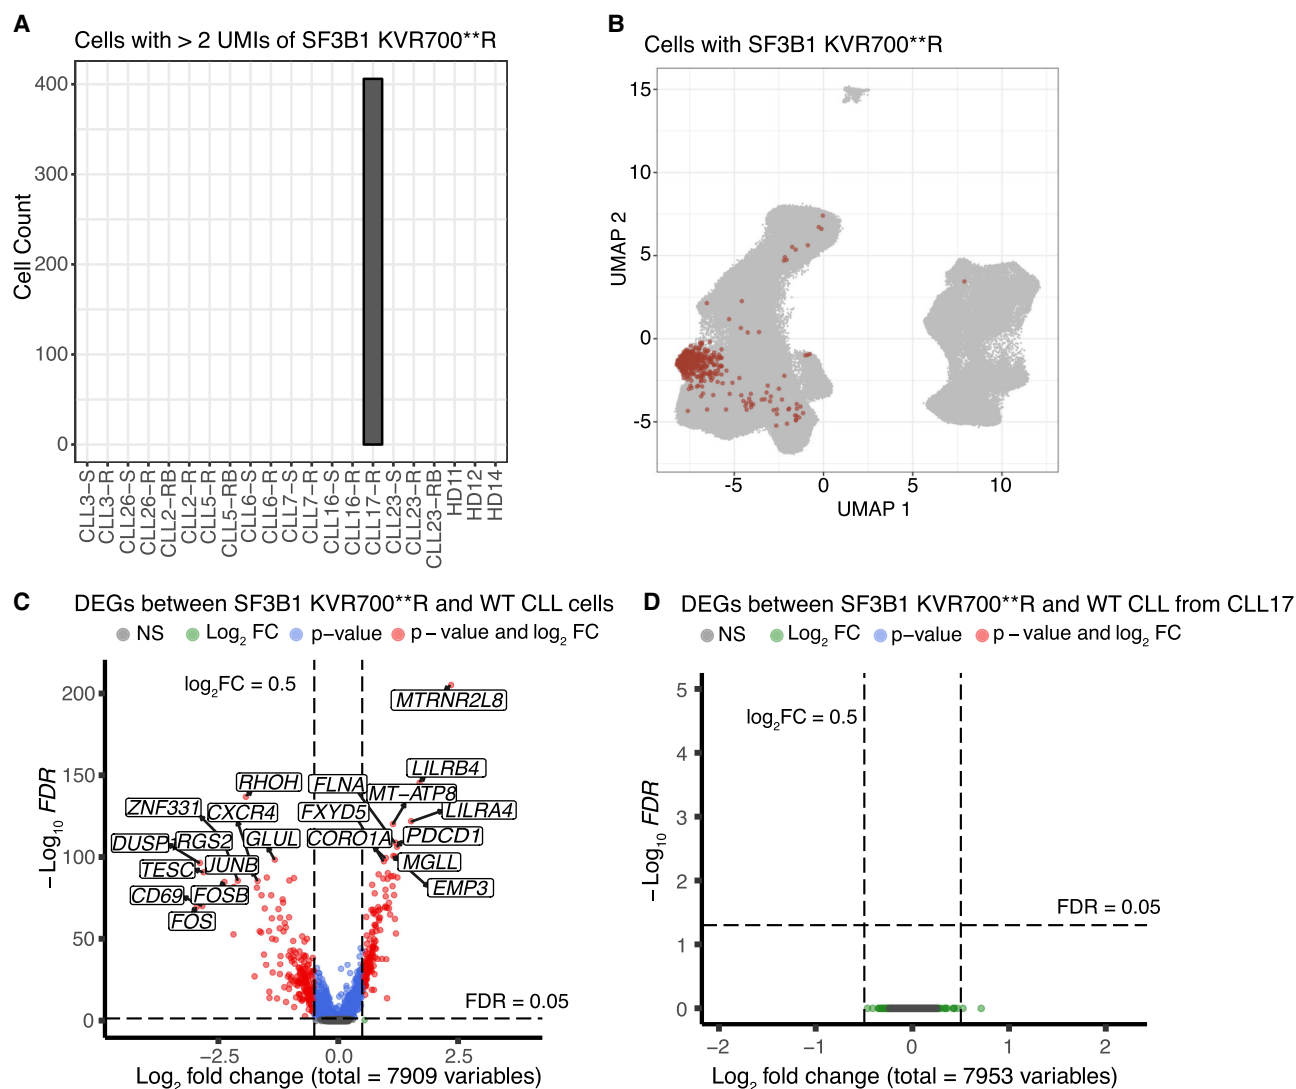 A
Cells with > 2 UMIs of SF3B1 KVR700**R
Cell Count
400
300
200
100
0
CLL3−S
CLL3−R
CLL26−S
CLL26−R
CLL2−RB
CLL2−R
CLL5−R
CLL5−RB
CLL6−S
CLL6−R
CLL7−S
CLL7−R
CLL16−S
CLL16−R
CLL17−R
CLL23−S
CLL23−R
CLL23−RB
HD11
HD12
HD14
B
Cells with SF3B1 KVR700**R
UMAP 2
15
10
5
0
-5
-5 0 5 10
UMAP 1
C
DEGs between SF3B1 KVR700**R and WT CLL cells
NS Log2 FC p−value p − value and log2 FC
log2FC = 0.5
−Log10 FDR
200
150
100
50
0
MTRNR2L8
LILRB4
RHOH
FLNA
MT−ATP8
ZNF331
CXCR4
FXYD5
LILRA4
DUSP1
RGS2
GLUL
CORO1A
PDCD1
TESC
JUNB
MGLL
CD69
FOSB
EMP3
FOS
FDR = 0.05
−2.5 0.0 2.5
Log2 fold change (total = 7909 variables)
D
DEGs between SF3B1 KVR700**R and WT CLL from CLL17
NS Log2 FC p−value p − value and log2 FC
log2FC = 0.5
−Log10 FDR
5
4
3
2
1
0
FDR = 0.05
−2 −1 0 1 2
Log2 fold change (total = 7953 variables)